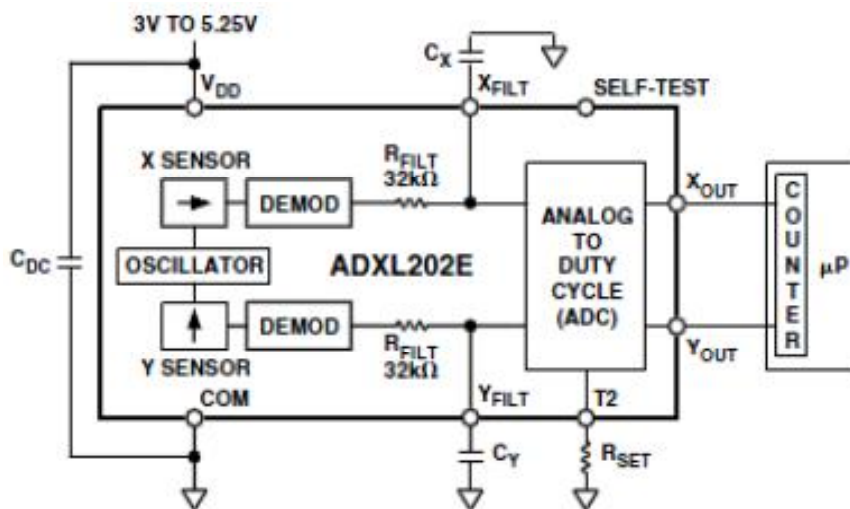 3V TO 5.25V
VDD
CX
XFILT
SELF-TEST
X SENSOR
DEMOD
RFILT
32kΩ
CDC
OSCILLATOR
ADXL202E
ANALOG
TO
DUTY
CYCLE
(ADC)
XOUT
COUNTER
μP
DEMOD
RFILT
32kΩ
Y SENSOR
YOUT
COM
YFILT
T2
CY
RSET